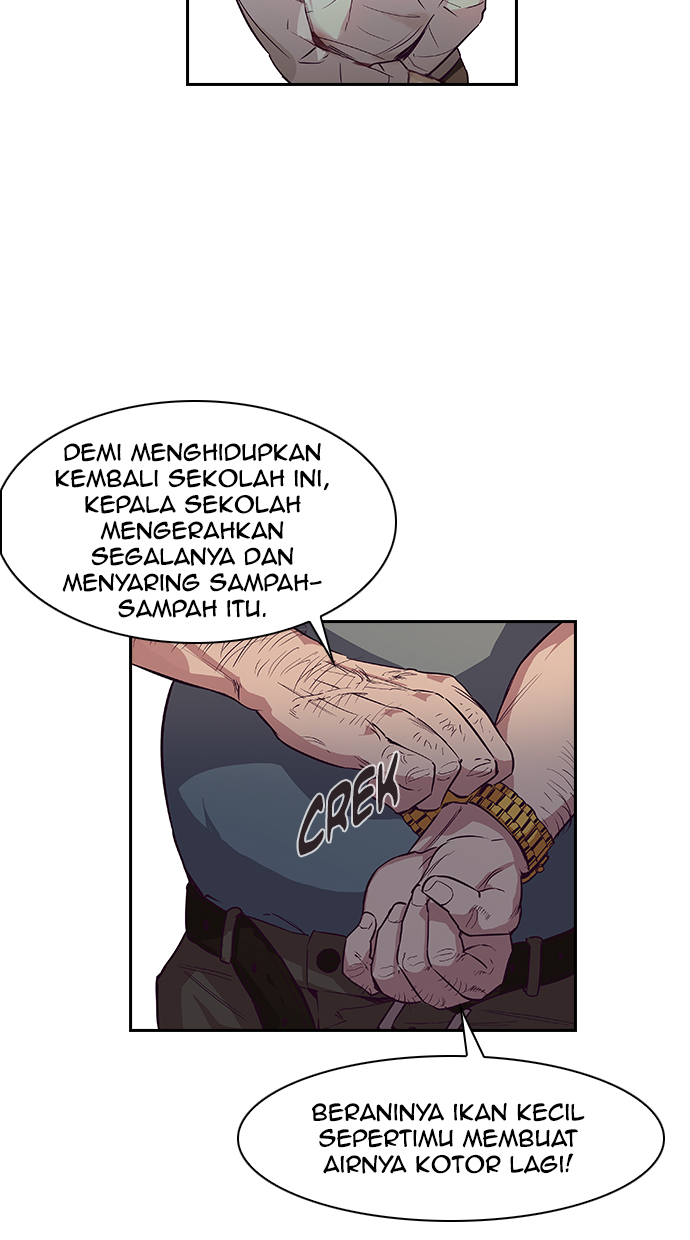 DEMI MENGHIDUPKAN
KEMBALI SEKOLAH INI,
KEPALA SEKOLAH
MENGERAHKAN
SEGALANYA DAN
MENYARING SAMPAH-
SAMPAH ITU.
CREK
BERANINYA IKAN KECIL
SEPERTIMU MEMBUAT
AIRNYA KOTOR LAGI!